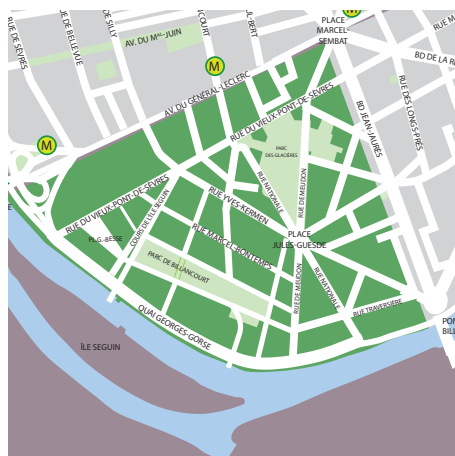 RUE DE SÈVRES
RUE DE BELLEVUE
DE SILLY
AV. DU Mᵃˡ-JUIN
COURT
L-BERT
M
PLACE
MARCEL-
SEMBAT
RUE M
BD DE LA R
M
AV. DU GÉNÉRAL-LECLERC
RUE DU VIEUX-PONT-DE-SÈVRES
BD JEAN-JAURÈS
RUE DES LONGS-PRÉS
M
PARC
DES GLACIÈRES
RUE NATIONALE
RUE DE MEUDON
RUE DU VIEUX-PONT-DE-SÈVRES
COURS DE L'ÎLE SEGUIN
RUE YVES-KERMEN
E
PL.G.-BESSE
RUE MARCEL-BONTEMPS
PLACE
JULES-GUESDE
PARC DE BILLANCOURT
RUE DE MEUDON
RUE NATIONALE
RUE TRAVERSIÈRE
QUAI GEORGES-GORSE
PON
BILL
ÎLE SEGUIN